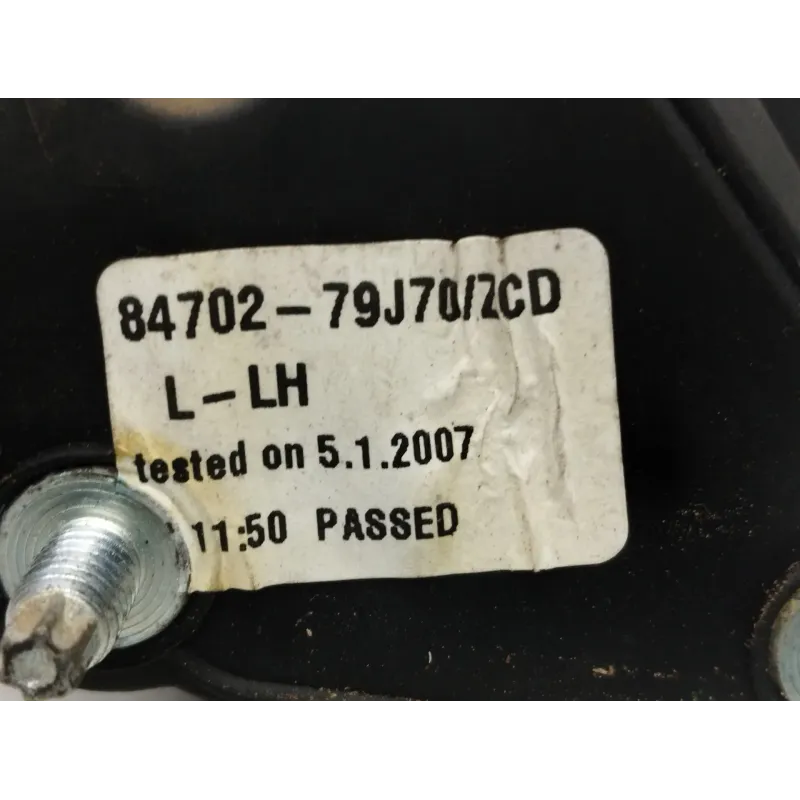 84702-79J70/ZCD
L-LH
tested on 5.1.2007
11:50 PASSED